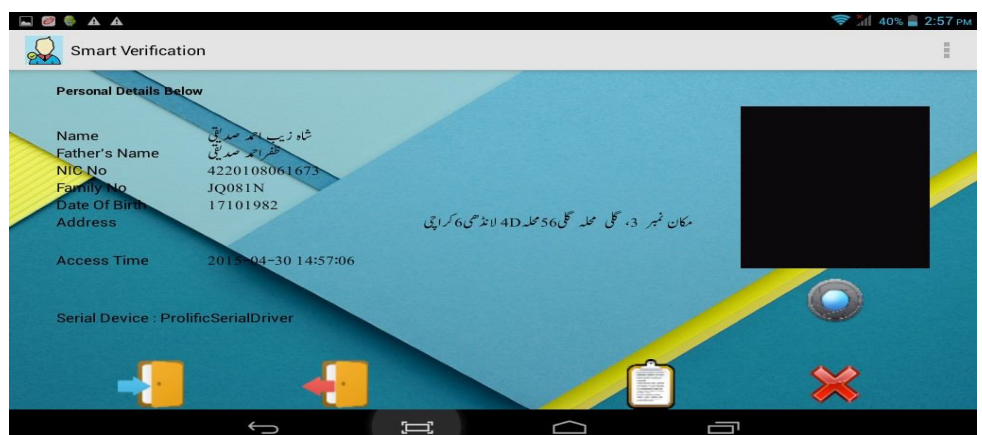 40% 2:57 PM
Smart Verification
Personal Details Below
Name شاہ زیب احمد صدیقی
Father's Name ظفر احمد صدیقی
NIC No 4220108061673
Family No JQ081N
Date Of Birth 17101982
Address مکان نمبر 3، گلی محلہ گلی 56 محلہ 4D لانڈھی 6 کراچی
Access Time 2015-04-30 14:57:06
Serial Device : ProlificSerialDriver